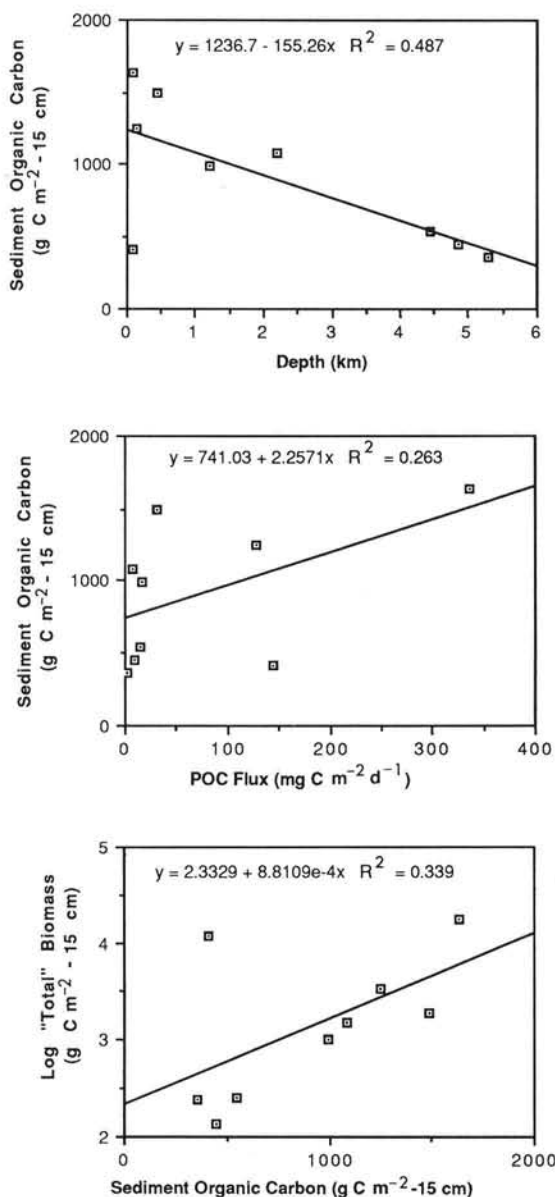 y = 1236.7 - 155.26x R² = 0.487
Sediment Organic Carbon
(g C m⁻² - 15 cm)
2000
1000
0
0 1 2 3 4 5 6
Depth (km)
y = 741.03 + 2.2571x R² = 0.263
Sediment Organic Carbon
(g C m⁻² - 15 cm)
2000
1000
0
0 100 200 300 400
POC Flux (mg C m⁻² d⁻¹)
y = 2.3329 + 8.8109e-4x R² = 0.339
Log "Total" Biomass
(g C m⁻² - 15 cm)
5
4
3
2
0 1000 2000
Sediment Organic Carbon (g C m⁻² -15 cm)